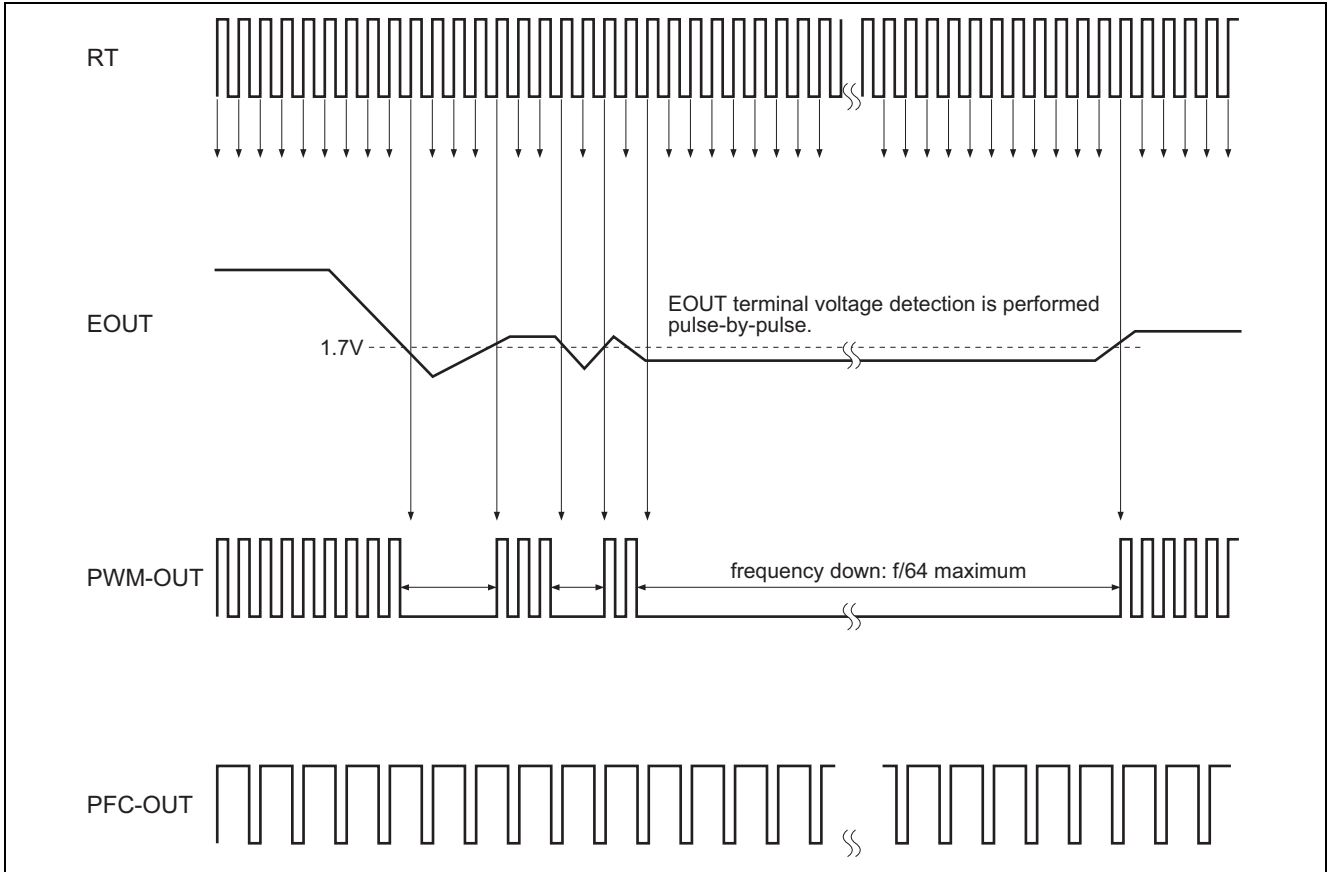 RT
EOUT
EOUT terminal voltage detection is performed
pulse-by-pulse.
1.7V
PWM-OUT
frequency down: f/64 maximum
PFC-OUT